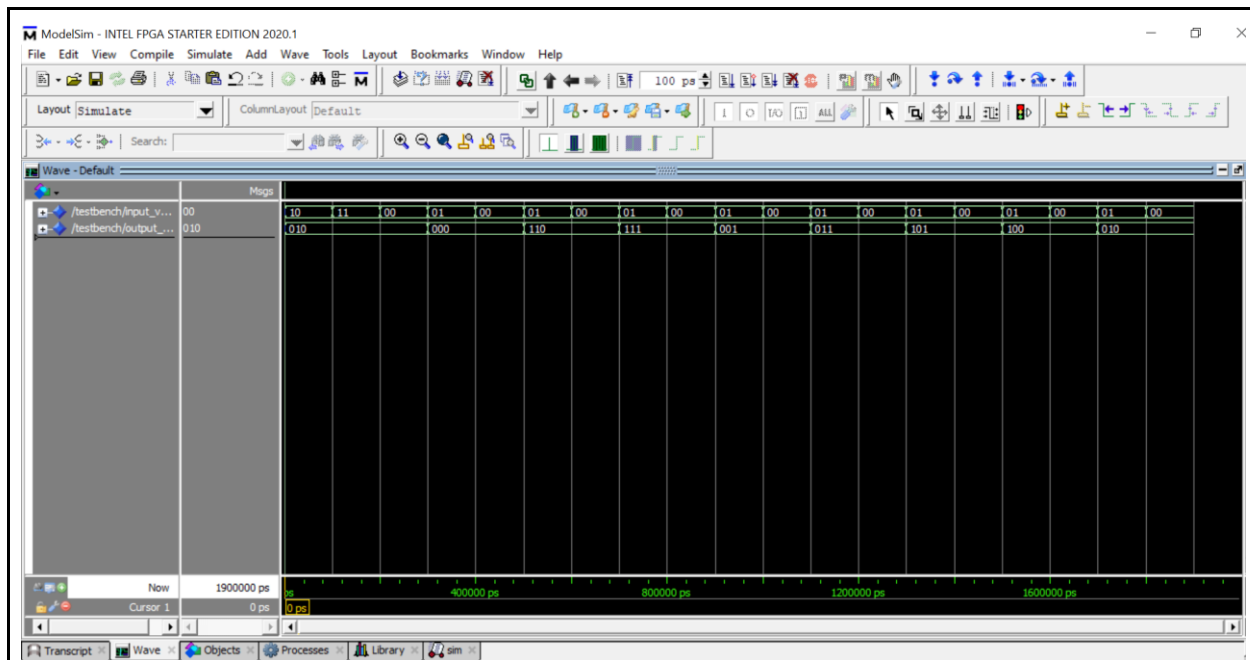 ModelSim - INTEL FPGA STARTER EDITION 2020.1
File Edit View Compile Simulate Add Wave Tools Layout Bookmarks Window Help
100 ps
Layout Simulate ColumnLayout Default ALL
Search:
Wave - Default
Msgs
/testbench/input_v... 00 10 11 00 01 00 01 00 01 00 01 00 01 00 01 00 01 00 01 00
/testbench/output_... 010 010 000 110 111 001 011 101 100 010
Now 1900000 ps ps 400000 ps 800000 ps 1200000 ps 1600000 ps
Cursor 1 0 ps 0 ps
Transcript Wave Objects Processes Library sim